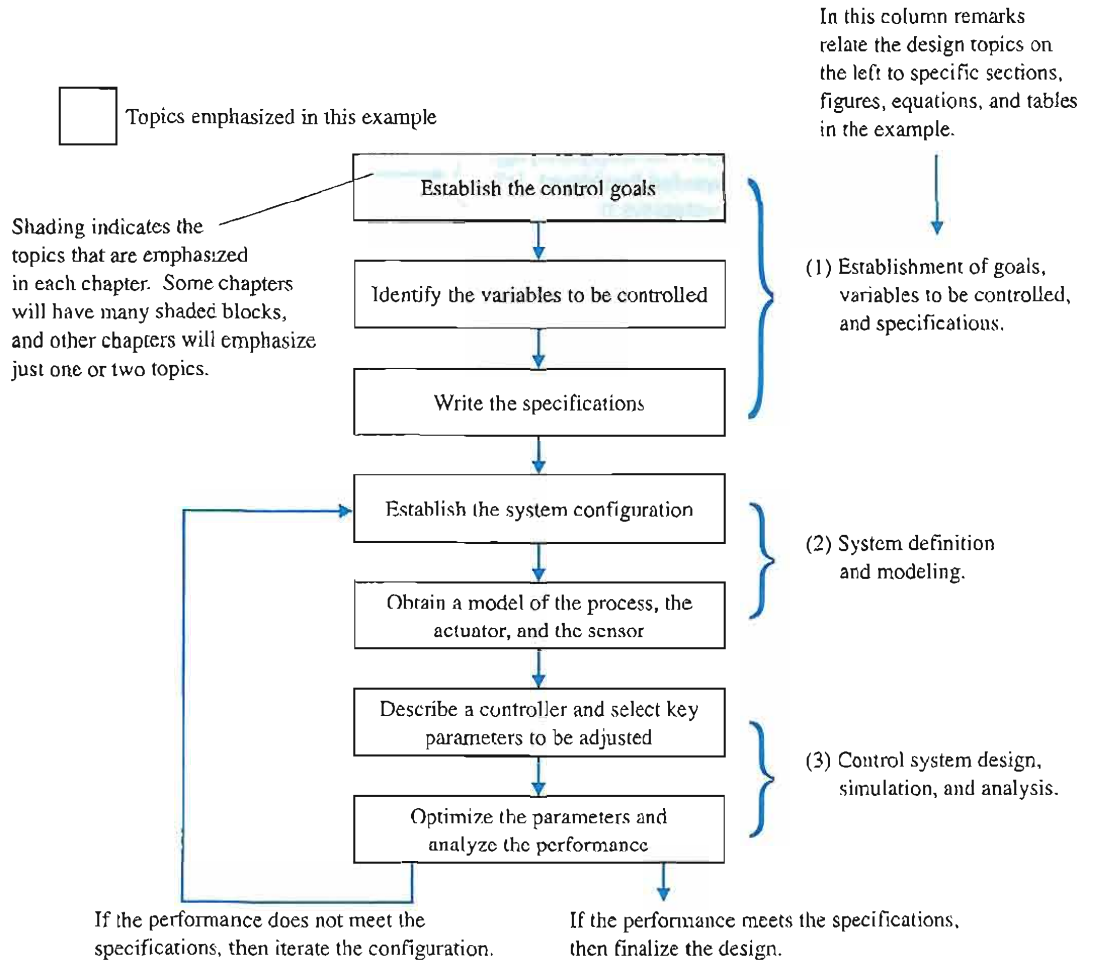 In this column remarks
relate the design topics on
the left to specific sections,
figures, equations, and tables
in the example.
Topics emphasized in this example
Establish the control goals
Shading indicates the
topics that are emphasized
in each chapter. Some chapters
will have many shaded blocks,
and other chapters will emphasize
just one or two topics.
(1) Establishment of goals,
variables to be controlled,
and specifications.
Identify the variables to be controlled
Write the specifications
Establish the system configuration
(2) System definition
and modeling.
Obtain a model of the process, the
actuator, and the sensor
Describe a controller and select key
parameters to be adjusted
(3) Control system design,
simulation, and analysis.
Optimize the parameters and
analyze the performance
If the performance does not meet the
specifications, then iterate the configuration.
If the performance meets the specifications,
then finalize the design.